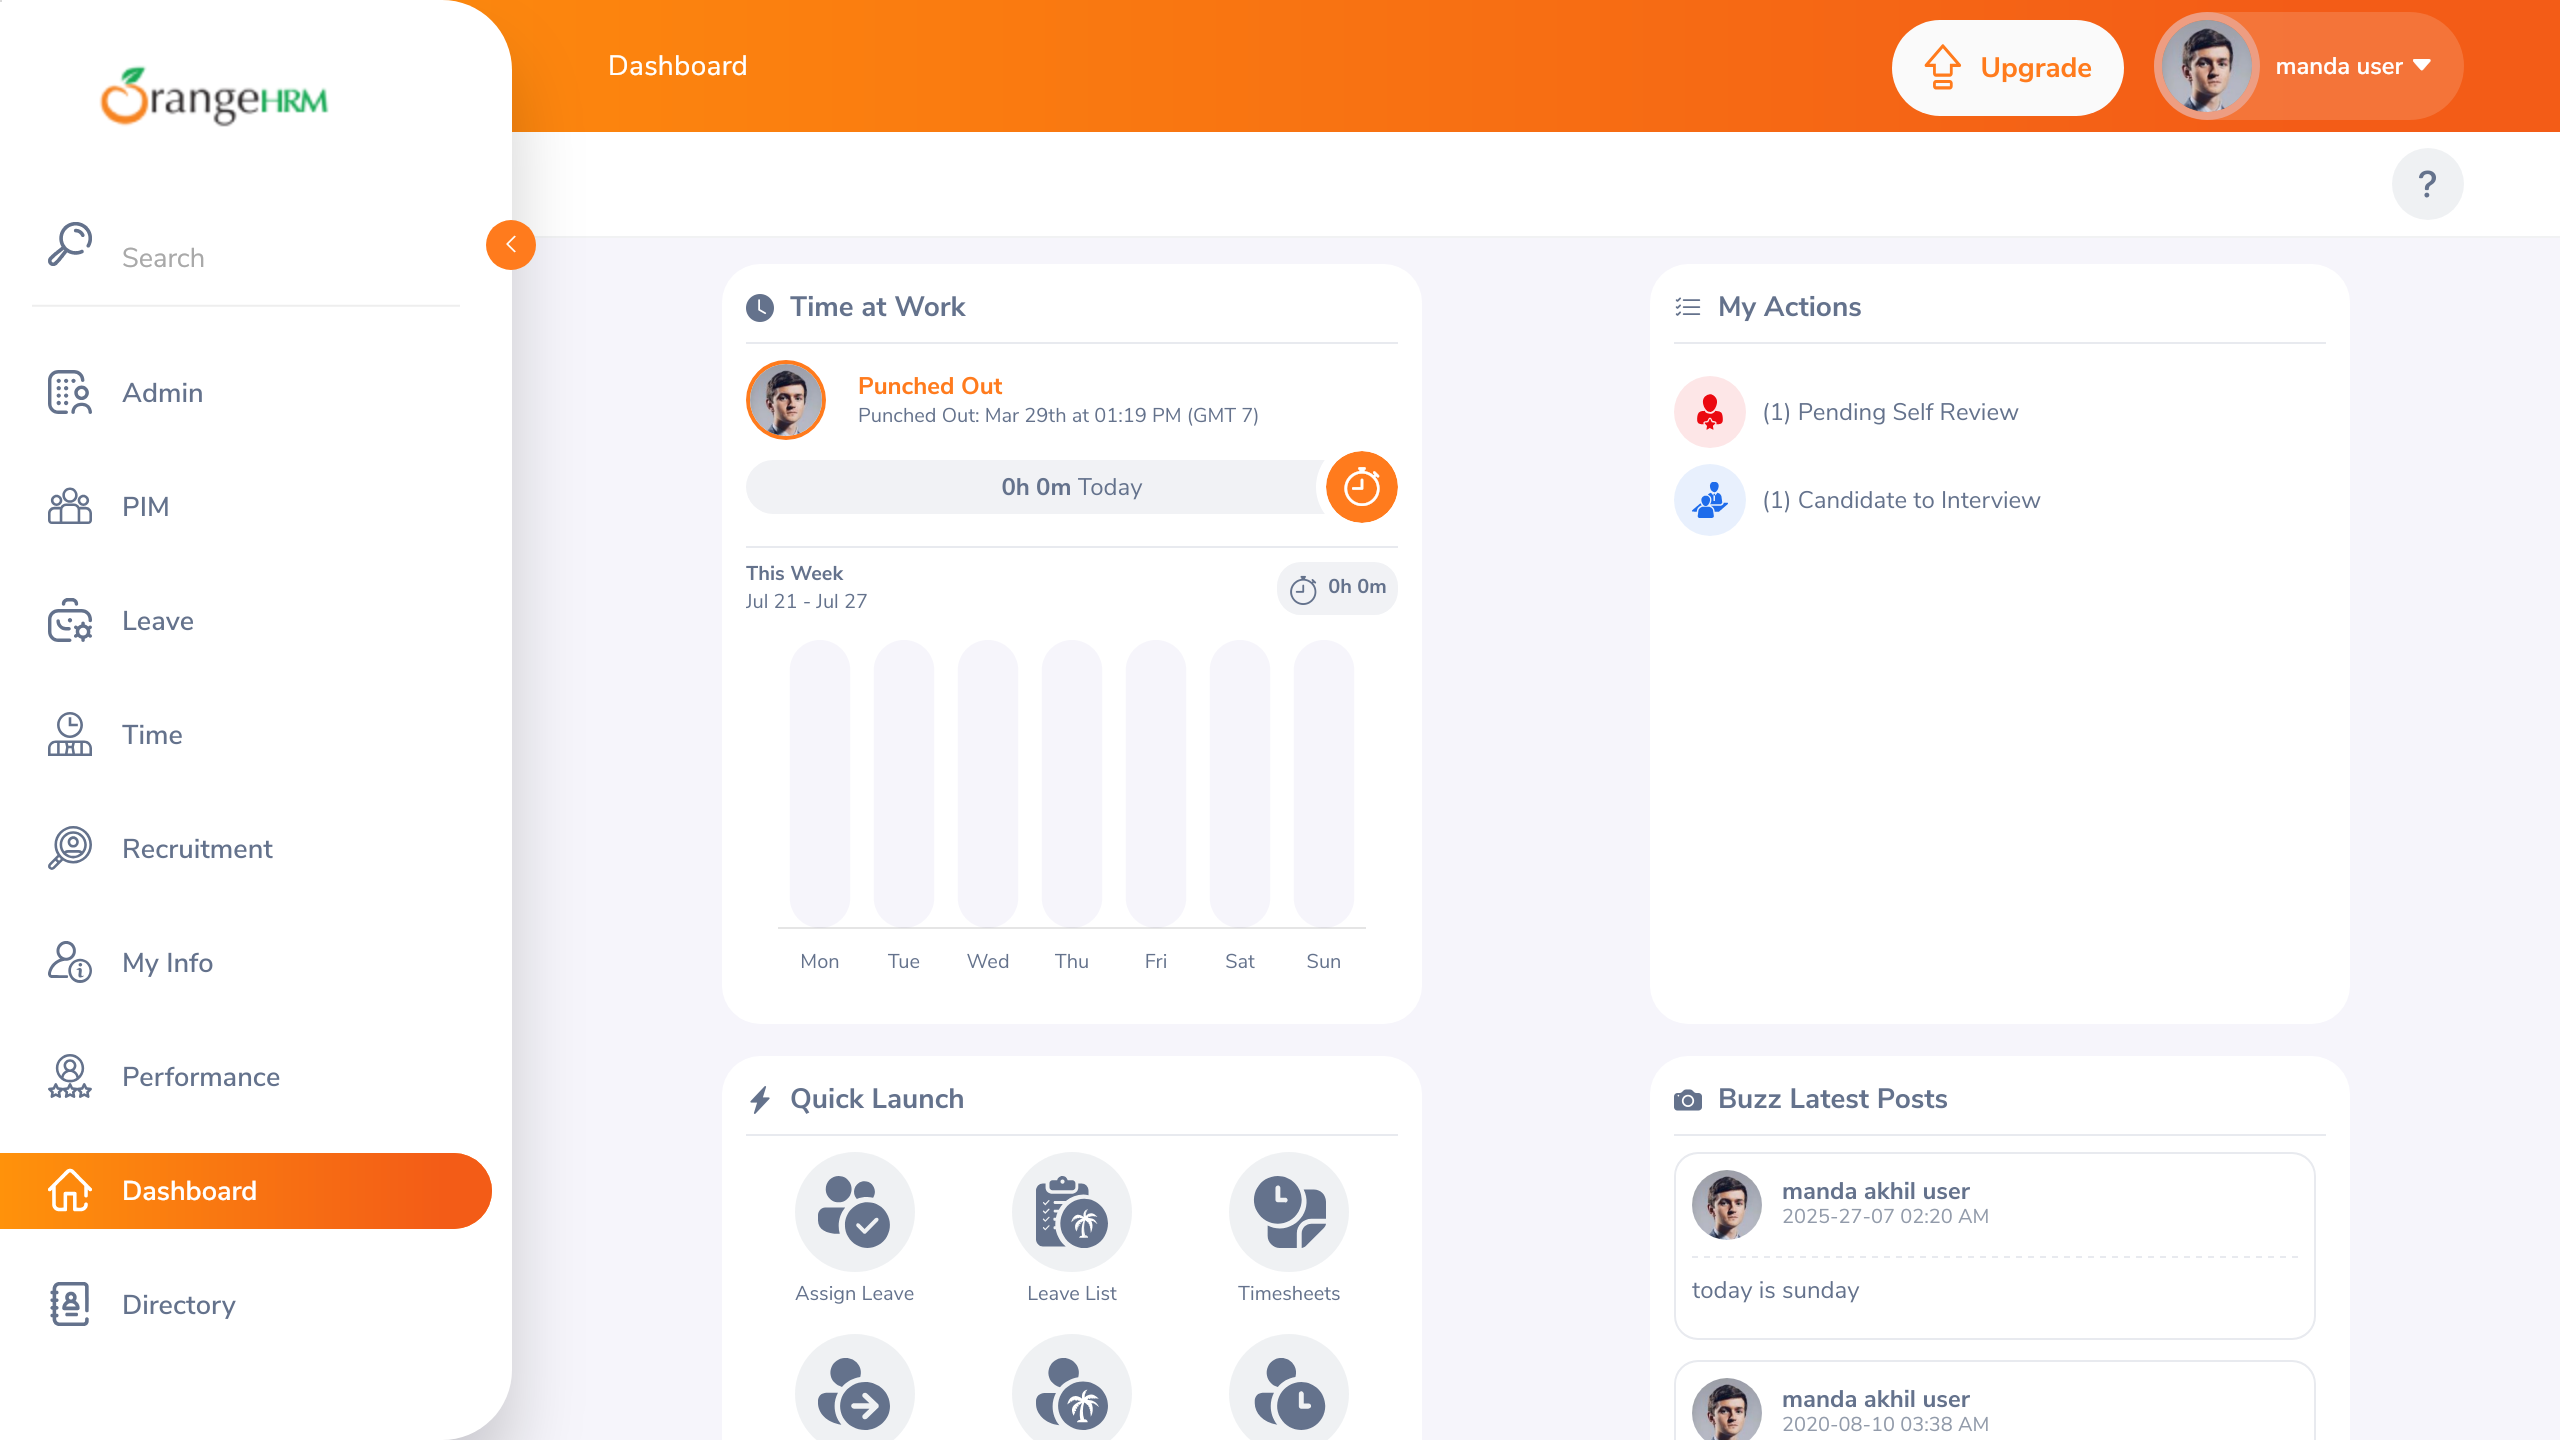 OrangeHRM
Search
Admin
PIM
Leave
Time
Recruitment
My Info
Performance
Dashboard
Directory
Dashboard
Upgrade
manda user
?
Time at Work
Punched Out
Punched Out: Mar 29th at 01:19 PM (GMT 7)
0h 0m Today
This Week
Jul 21 - Jul 27
0h 0m
Mon Tue Wed Thu Fri Sat Sun
My Actions
(1) Pending Self Review
(1) Candidate to Interview
Quick Launch
Assign Leave
Leave List
Timesheets
Buzz Latest Posts
manda akhil user
2025-27-07 02:20 AM
today is sunday
manda akhil user
2020-08-10 03:38 AM